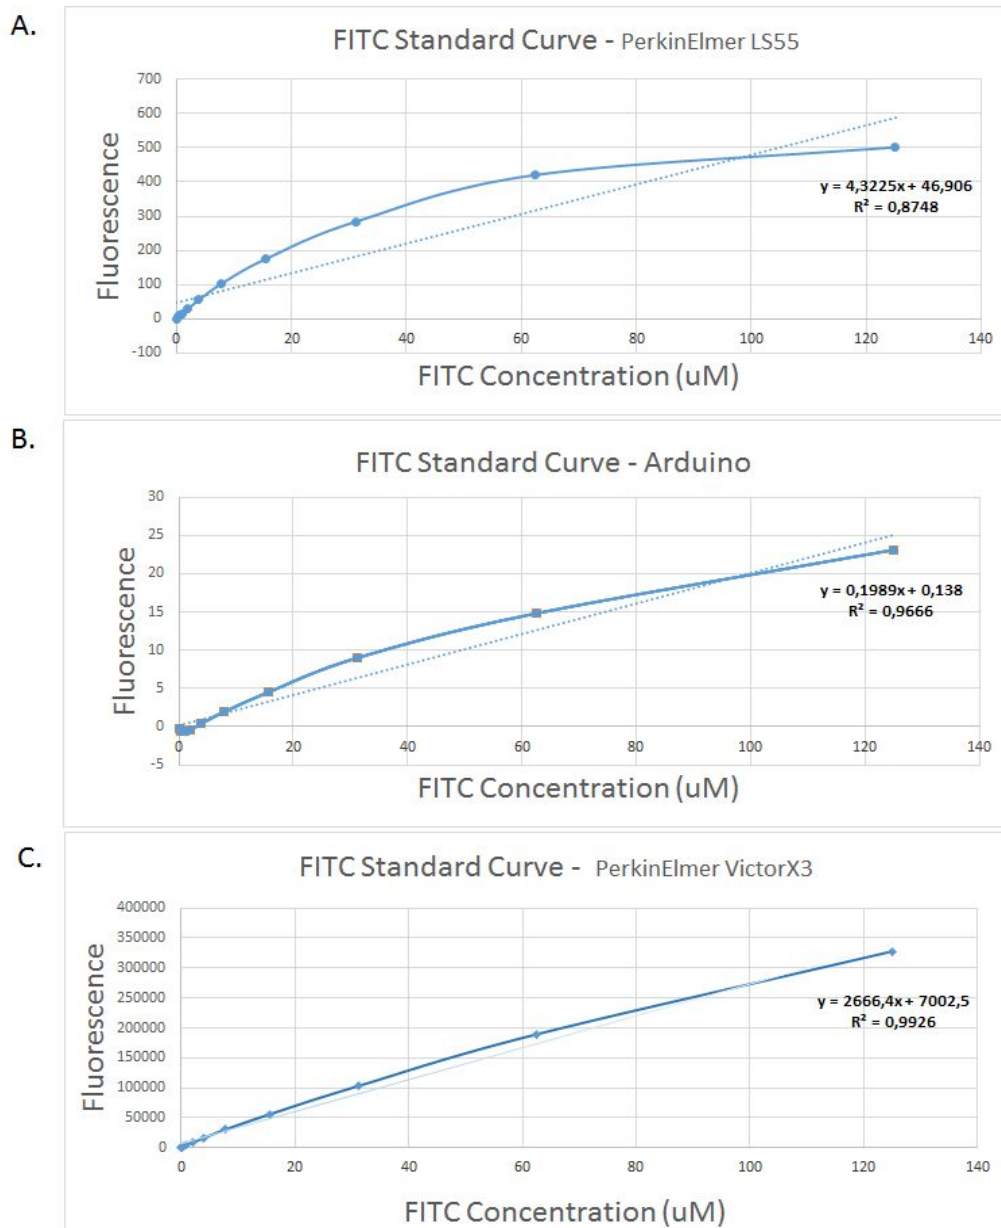 A.
FITC Standard Curve - PerkinElmer LS55
700
600
500
400
300
200
100
0
-100
0 20 40 60 80 100 120 140
Fluorescence
y = 4,3225x + 46,906
R² = 0,8748
FITC Concentration (uM)
B.
FITC Standard Curve - Arduino
30
25
20
15
10
5
0
-5
0 20 40 60 80 100 120 140
Fluorescence
y = 0,1989x + 0,138
R² = 0,9666
FITC Concentration (uM)
C.
FITC Standard Curve - PerkinElmer VictorX3
400000
350000
300000
250000
200000
150000
100000
50000
0
0 20 40 60 80 100 120 140
Fluorescence
y = 2666,4x + 7002,5
R² = 0,9926
FITC Concentration (uM)